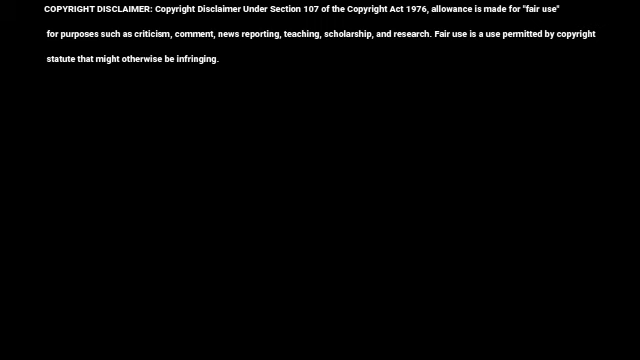 COPYRIGHT DISCLAIMER: Copyright Disclaimer Under Section 107 of the Copyright Act 1976, allowance is made for "fair use"
for purposes such as criticism, comment, news reporting, teaching, scholarship, and research. Fair use is a use permitted by copyright
statute that might otherwise be infringing.